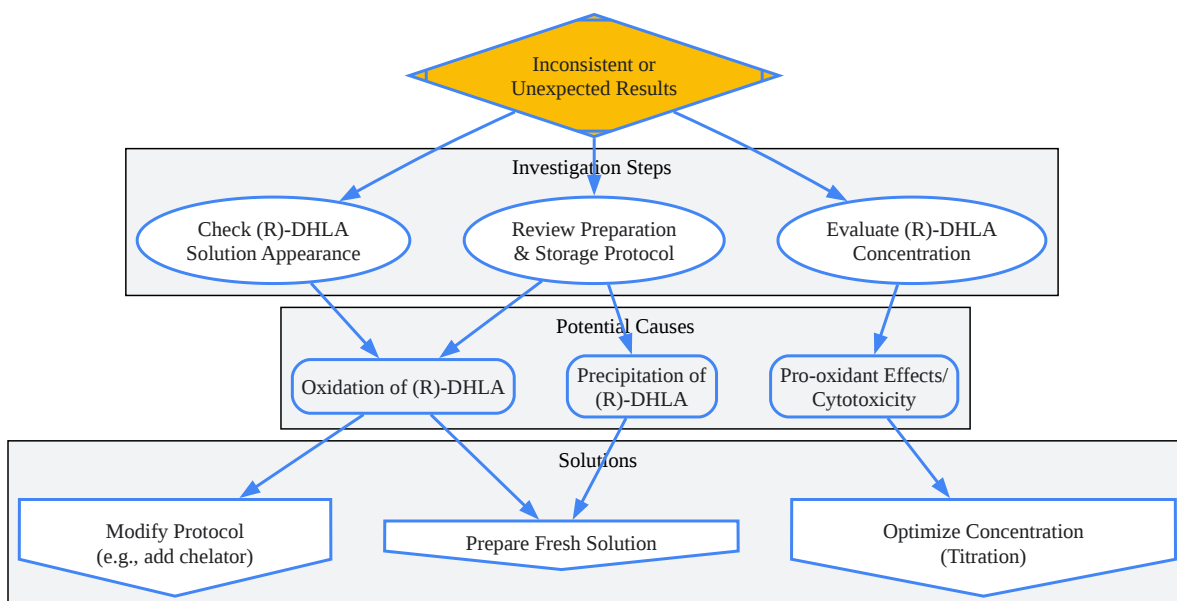 Inconsistent or
Unexpected Results
Investigation Steps
Check (R)-DHLA
Solution Appearance
Review Preparation
& Storage Protocol
Evaluate (R)-DHLA
Concentration
Potential Causes
Oxidation of (R)-DHLA
Precipitation of
(R)-DHLA
Pro-oxidant Effects/
Cytotoxicity
Solutions
Modify Protocol
(e.g., add chelator)
Prepare Fresh Solution
Optimize Concentration
(Titration)